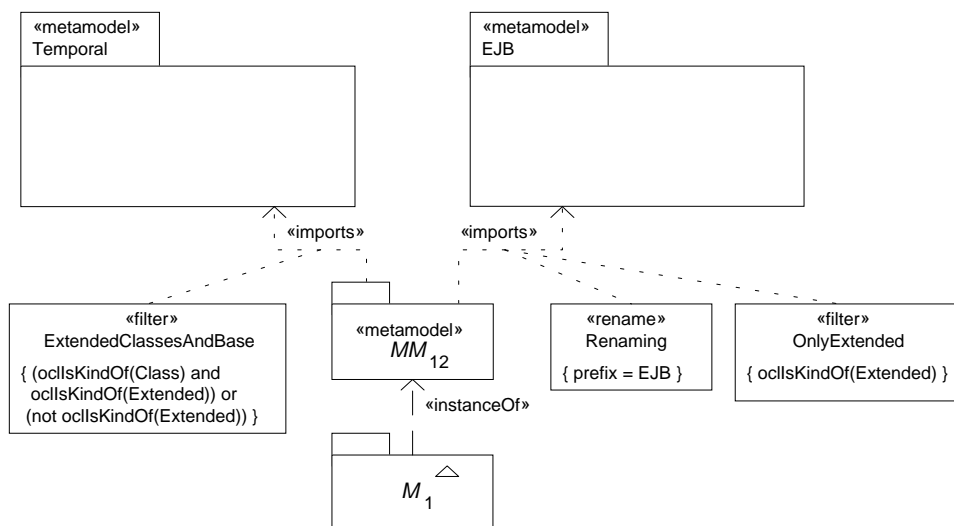 «metamodel»
Temporal
«metamodel»
EJB
«imports»
«imports»
«filter»
ExtendedClassesAndBase
{ (oclIsKindOf(Class) and
oclIsKindOf(Extended)) or
(not oclIsKindOf(Extended)) }
«metamodel»
MM12
«rename»
Renaming
{ prefix = EJB }
«filter»
OnlyExtended
{ oclIsKindOf(Extended) }
«instanceOf»
M1